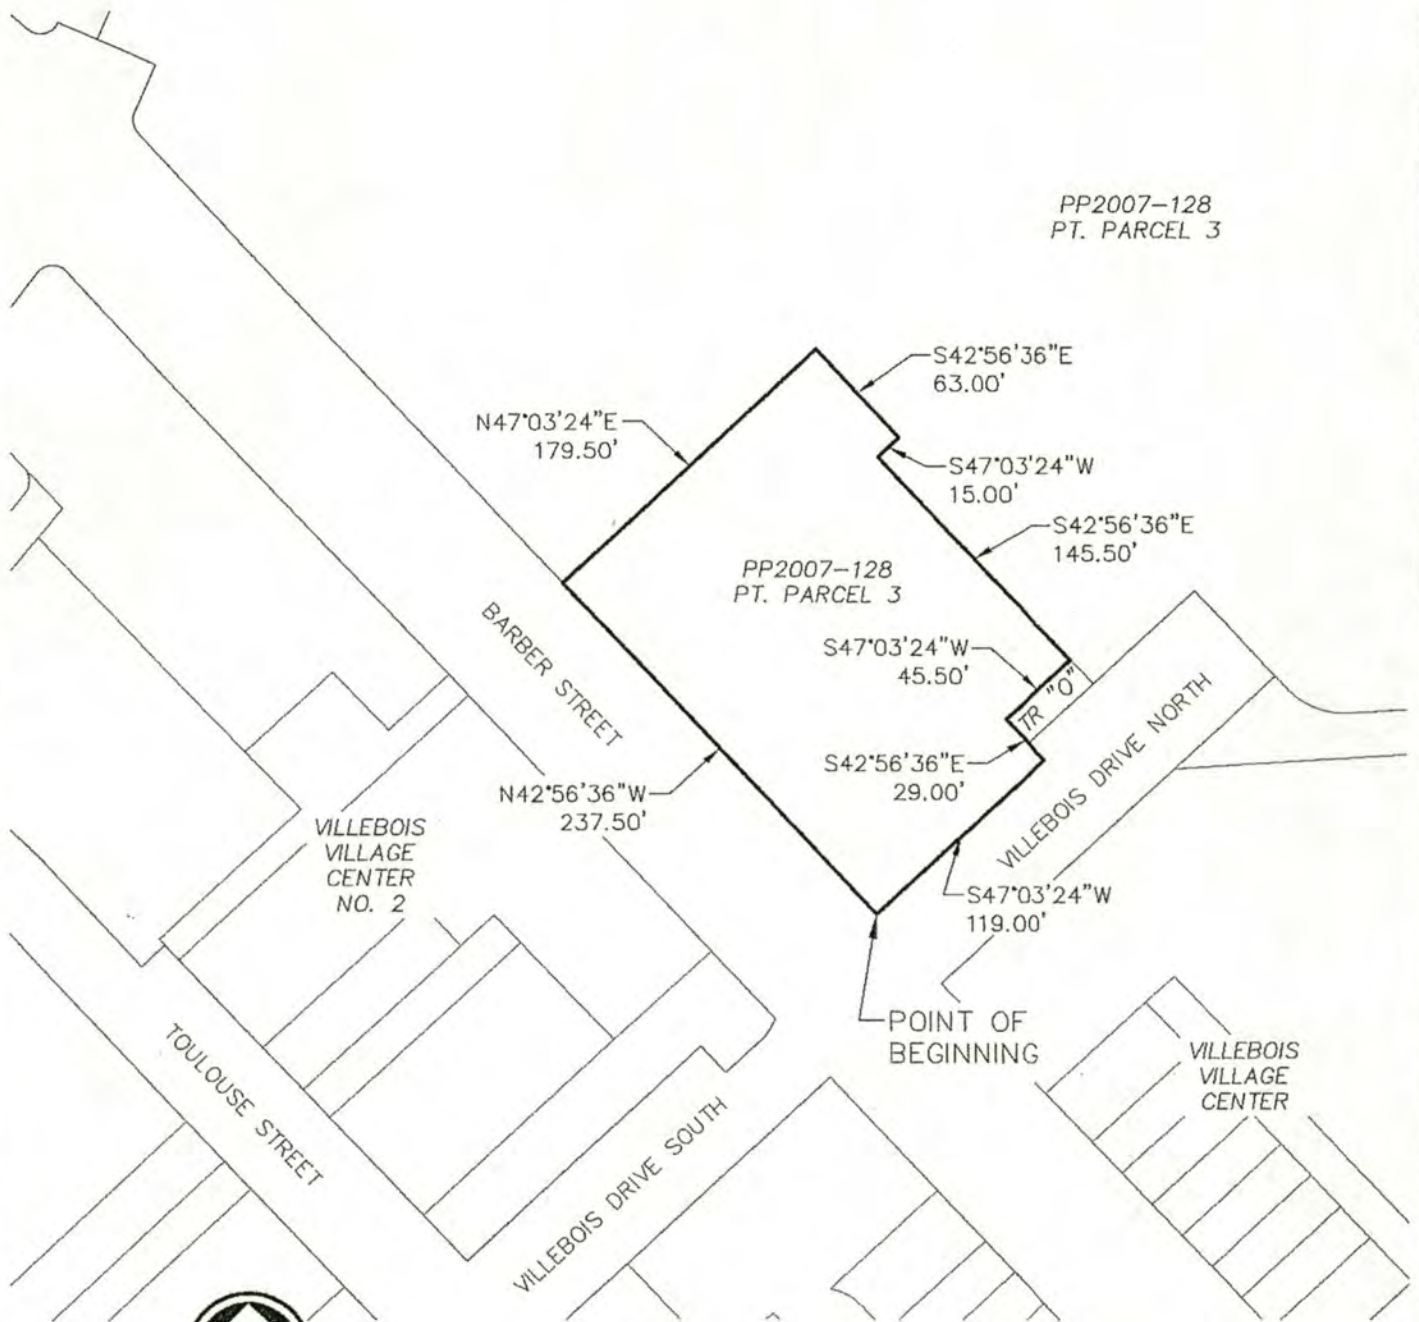 PP2007-128
PT. PARCEL 3
S42°56'36"E
63.00'
N47°03'24"E
179.50'
S47°03'24"W
15.00'
S42°56'36"E
145.50'
PP2007-128
PT. PARCEL 3
BARBER STREET
S47°03'24"W
45.50'
TR "O"
VILLEBOIS DRIVE NORTH
S42°56'36"E
29.00'
N42°56'36"W
237.50'
VILLEBOIS
VILLAGE
CENTER
NO. 2
S47°03'24"W
119.00'
POINT OF
BEGINNING
VILLEBOIS
VILLAGE
CENTER
TOULOUSE STREET
VILLEBOIS DRIVE SOUTH